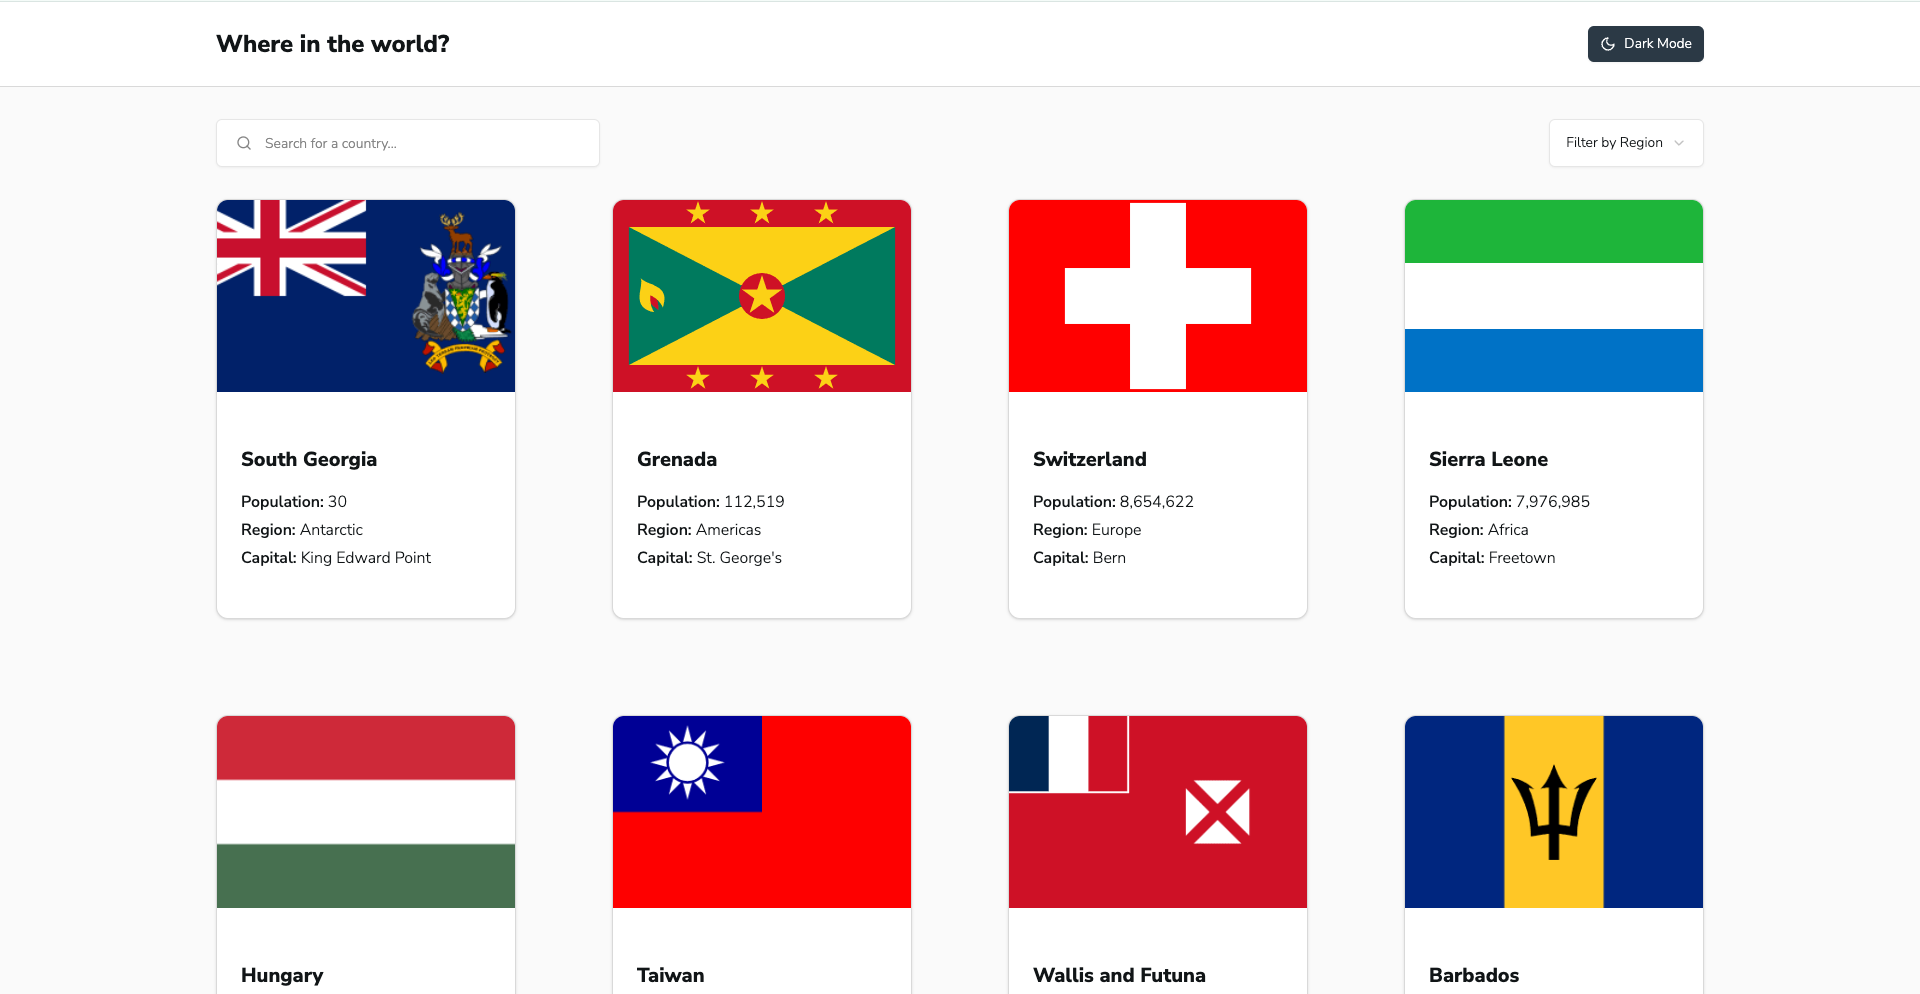 Where in the world?
Dark Mode
Search for a country...
Filter by Region
South Georgia
Population: 30
Region: Antarctic
Capital: King Edward Point
Grenada
Population: 112,519
Region: Americas
Capital: St. George's
Switzerland
Population: 8,654,622
Region: Europe
Capital: Bern
Sierra Leone
Population: 7,976,985
Region: Africa
Capital: Freetown
Hungary
Taiwan
Wallis and Futuna
Barbados